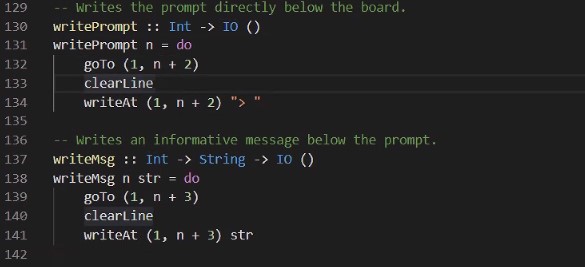 129 -- Writes the prompt directly below the board.
130 writePrompt :: Int -> IO ()
131 writePrompt n = do
132     goTo (1, n + 2)
133     clearLine
134     writeAt (1, n + 2) "> "
135
136 -- Writes an informative message below the prompt.
137 writeMsg :: Int -> String -> IO ()
138 writeMsg n str = do
139     goTo (1, n + 3)
140     clearLine
141     writeAt (1, n + 3) str
142